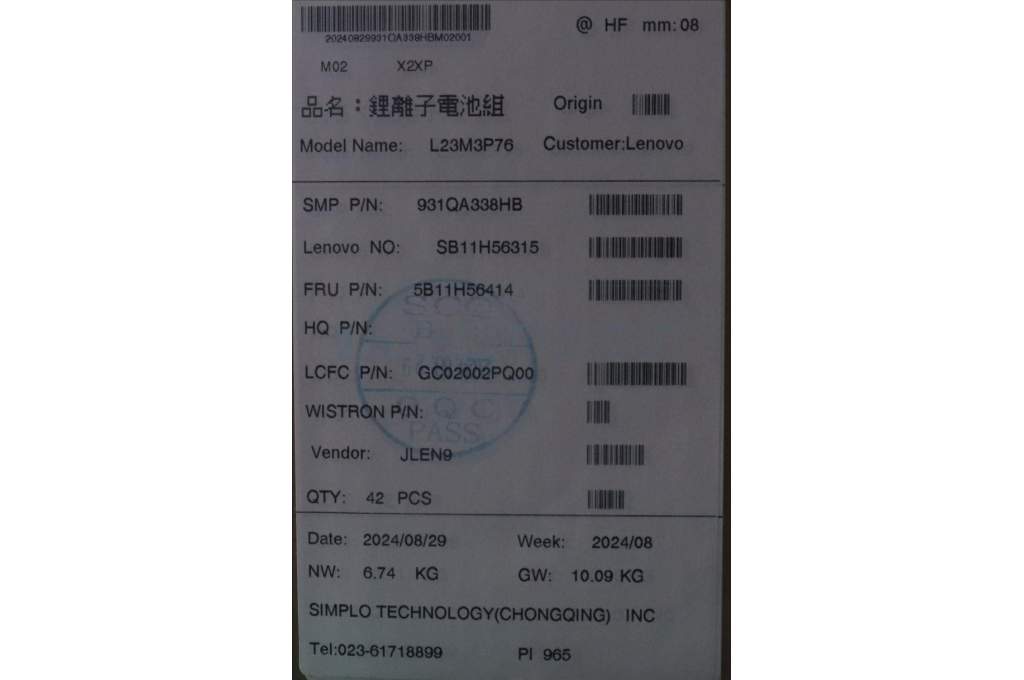 @ HF mm:08
20240829931QA338HBM02001
M02 X2XP
品名：鋰離子電池組 Origin
Model Name: L23M3P76 Customer:Lenovo
SMP P/N: 931QA338HB
Lenovo NO: SB11H56315
FRU P/N: 5B11H56414
SCC
HQ P/N:
LCFC P/N: GC02002PQ00
OQC
WISTRON P/N:
PASS
Vendor: JLEN9
QTY: 42 PCS
Date: 2024/08/29 Week: 2024/08
NW: 6.74 KG GW: 10.09 KG
SIMPLO TECHNOLOGY(CHONGQING) INC
Tel:023-61718899 PI 965